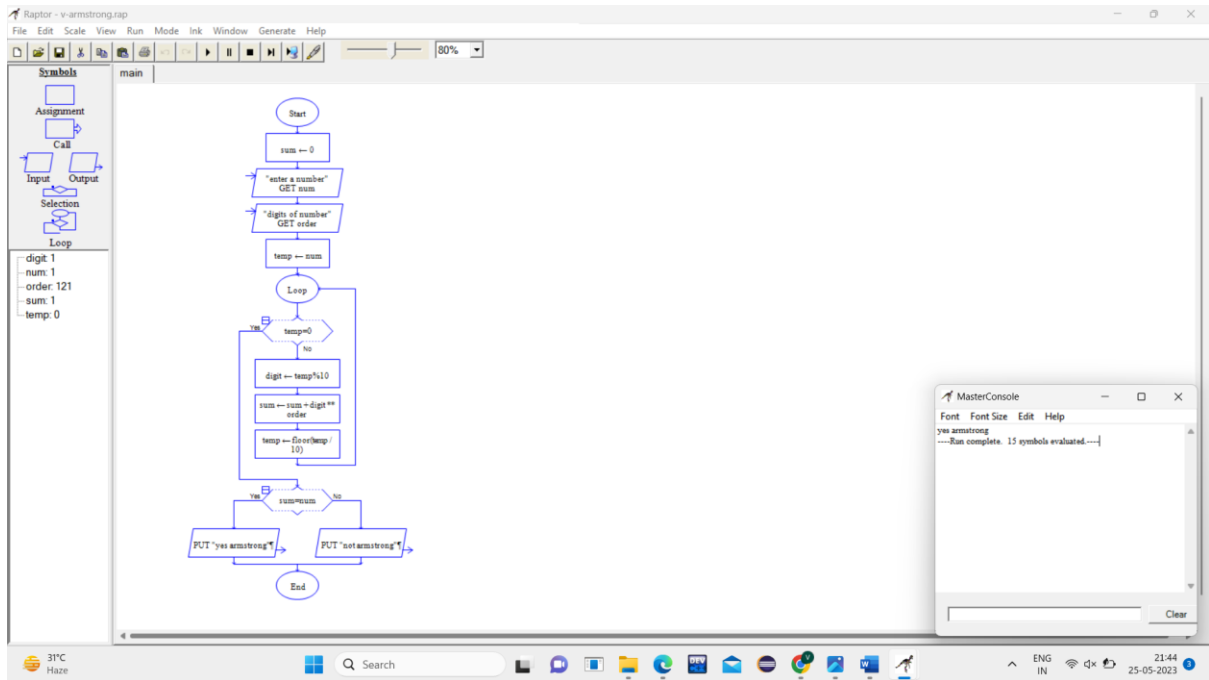 Raptor - v-armstrong.rap
File Edit Scale View Run Mode Ink Window Generate Help
80%
Symbols
main
Assignment
Call
Input Output
Selection
Loop
digit: 1
num: 1
order: 121
sum: 1
temp: 0
Start
sum ← 0
"enter a number"
GET num
"digits of number"
GET order
temp ← num
Loop
Yes
temp=0
No
digit ← temp%10
sum ← sum + digit **
order
temp ← floor(temp /
10)
Yes
sum=num
No
PUT "yes armstrong"¶
PUT "not armstrong"¶
End
MasterConsole
Font Font Size Edit Help
yes armstrong
----Run complete. 15 symbols evaluated.----
Clear
31°C
Haze
Search
DEV
ENG
IN
21:44
25-05-2023
3